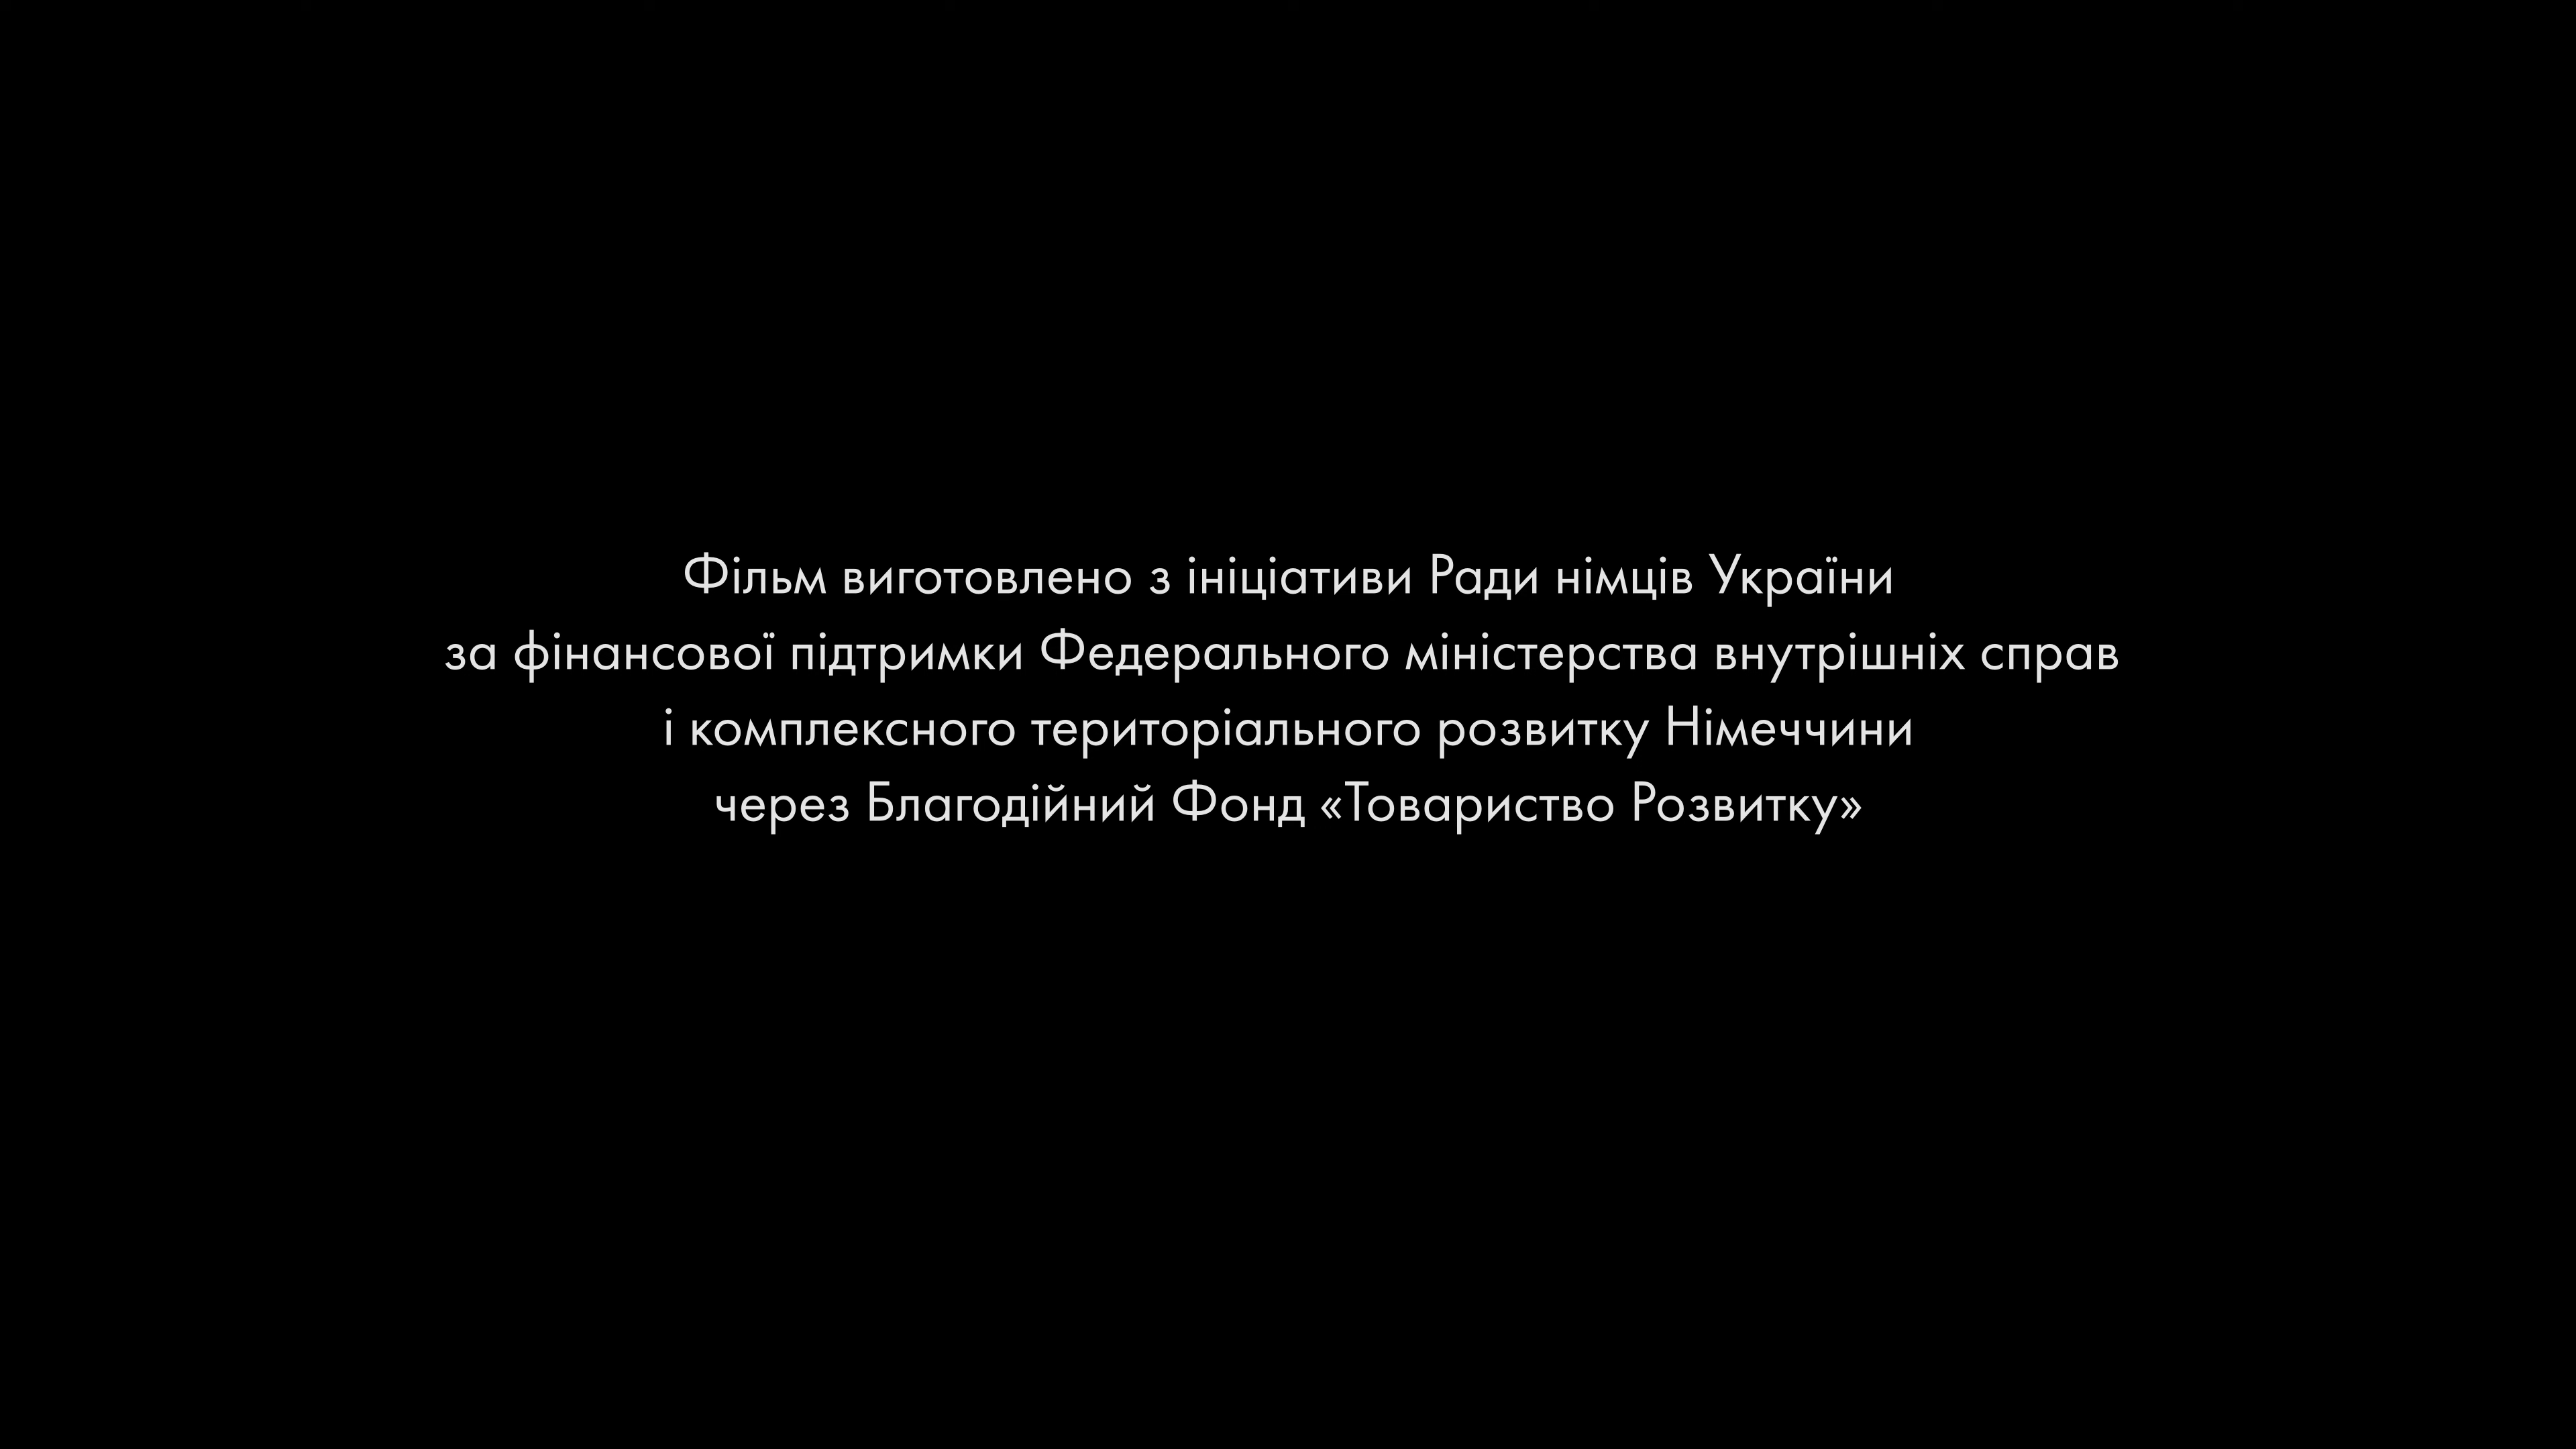 Фільм виготовлено з ініціативи Ради німців України
за фінансової підтримки Федерального міністерства внутрішніх справ
і комплексного територіального розвитку Німеччини
через Благодійний Фонд «Товариство Розвитку»